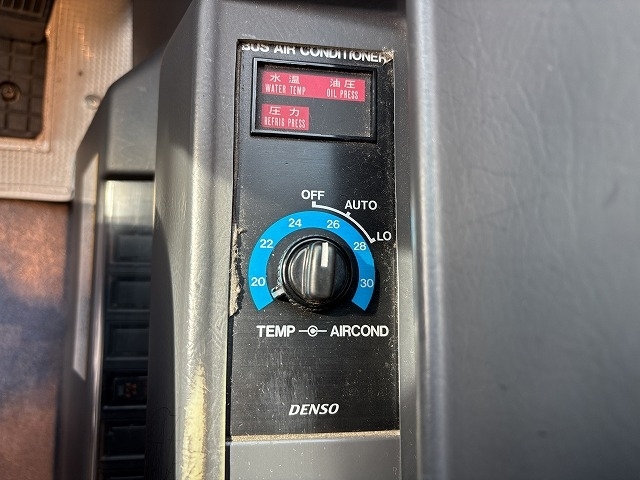 BUS AIR CONDITIONER
水温 油圧
WATER TEMP OIL PRESS
圧力
REFRIG PRESS
OFF AUTO LO
20 22 24 26 28 30
TEMP AIRCOND
DENSO